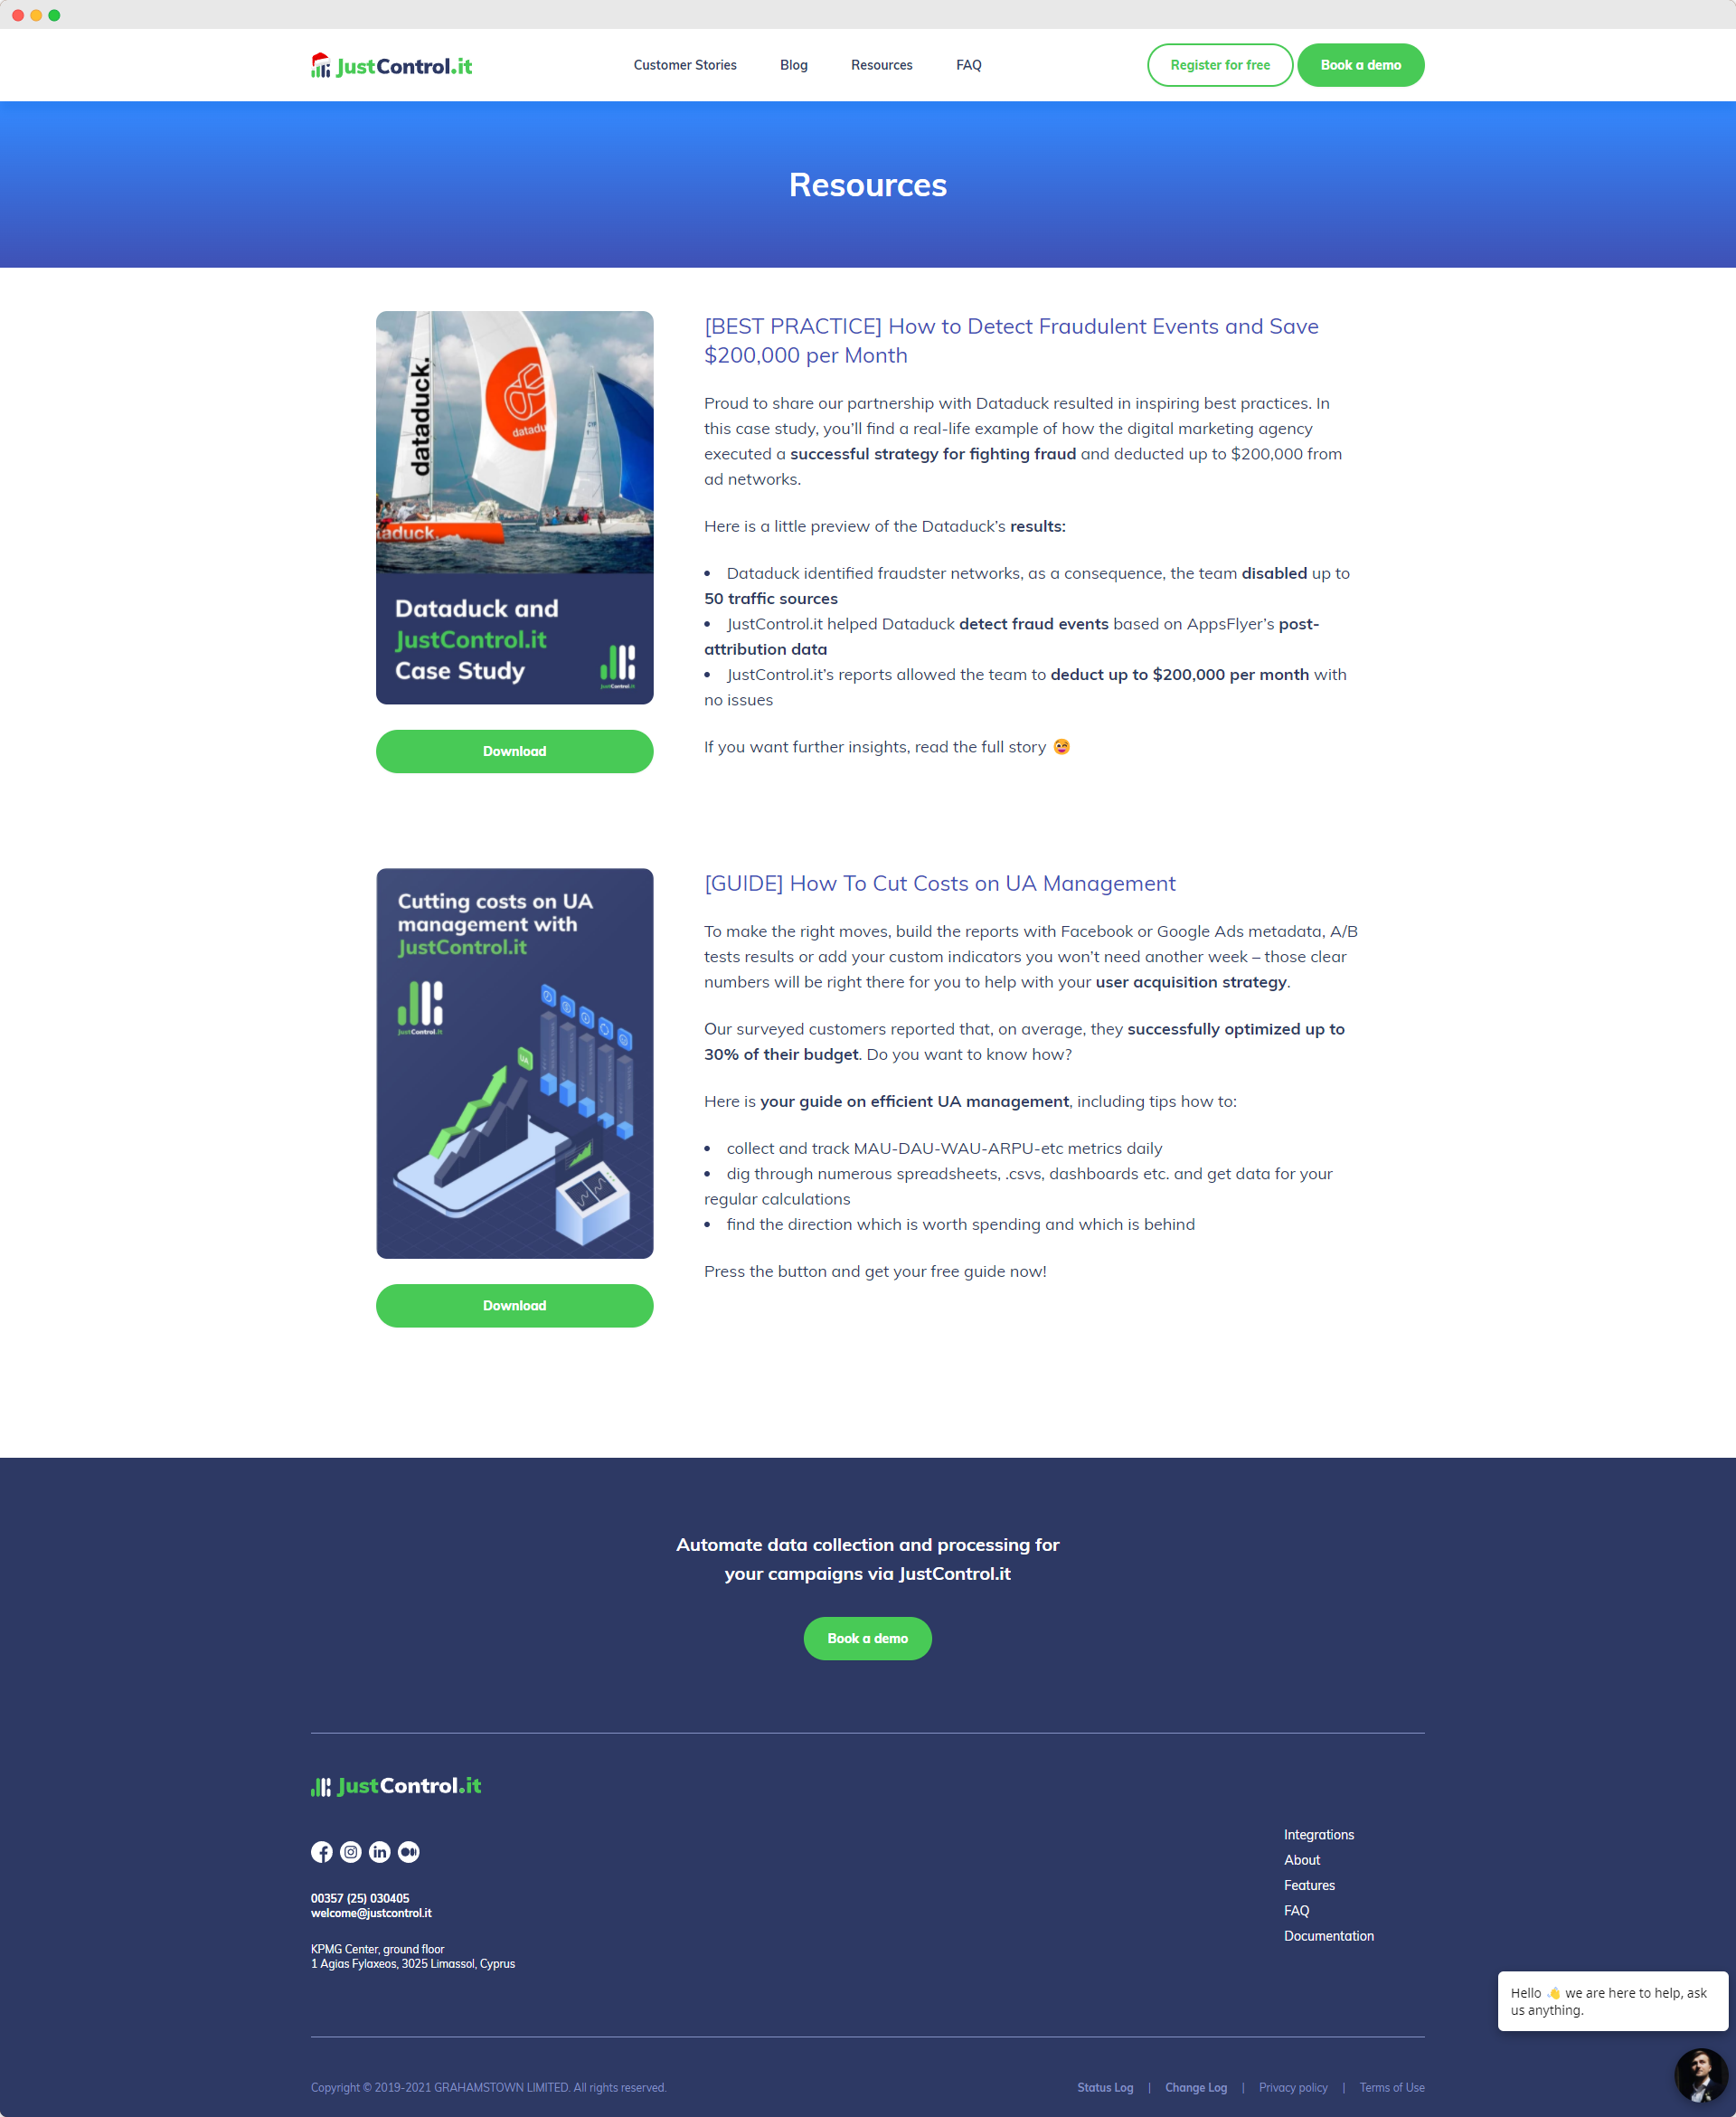 JustControl.it
Customer Stories
Blog
Resources
FAQ
Register for free
Book a demo
Resources
dataduck.
datadu
aduck.
Dataduck and
JustControl.it
Case Study
JustControl.it
Download
[BEST PRACTICE] How to Detect Fraudulent Events and Save
$200,000 per Month
Proud to share our partnership with Dataduck resulted in inspiring best practices. In
this case study, you’ll find a real-life example of how the digital marketing agency
executed a successful strategy for fighting fraud and deducted up to $200,000 from
ad networks.
Here is a little preview of the Dataduck’s results:
• Dataduck identified fraudster networks, as a consequence, the team disabled up to
50 traffic sources
• JustControl.it helped Dataduck detect fraud events based on AppsFlyer’s post-
attribution data
• JustControl.it’s reports allowed the team to deduct up to $200,000 per month with
no issues
If you want further insights, read the full story 🤗
Cutting costs on UA
management with
JustControl.it
JustControl.it
UA
Download
[GUIDE] How To Cut Costs on UA Management
To make the right moves, build the reports with Facebook or Google Ads metadata, A/B
tests results or add your custom indicators you won’t need another week – those clear
numbers will be right there for you to help with your user acquisition strategy.
Our surveyed customers reported that, on average, they successfully optimized up to
30% of their budget. Do you want to know how?
Here is your guide on efficient UA management, including tips how to:
• collect and track MAU-DAU-WAU-ARPU-etc metrics daily
• dig through numerous spreadsheets, .csvs, dashboards etc. and get data for your
regular calculations
• find the direction which is worth spending and which is behind
Press the button and get your free guide now!
Automate data collection and processing for
your campaigns via JustControl.it
Book a demo
JustControl.it
00357 (25) 030405
welcome@justcontrol.it
KPMG Center, ground floor
1 Agias Fylaxeos, 3025 Limassol, Cyprus
Integrations
About
Features
FAQ
Documentation
Hello 👋 we are here to help, ask
us anything.
Copyright © 2019-2021 GRAHAMSTOWN LIMITED. All rights reserved.
Status Log | Change Log | Privacy policy | Terms of Use